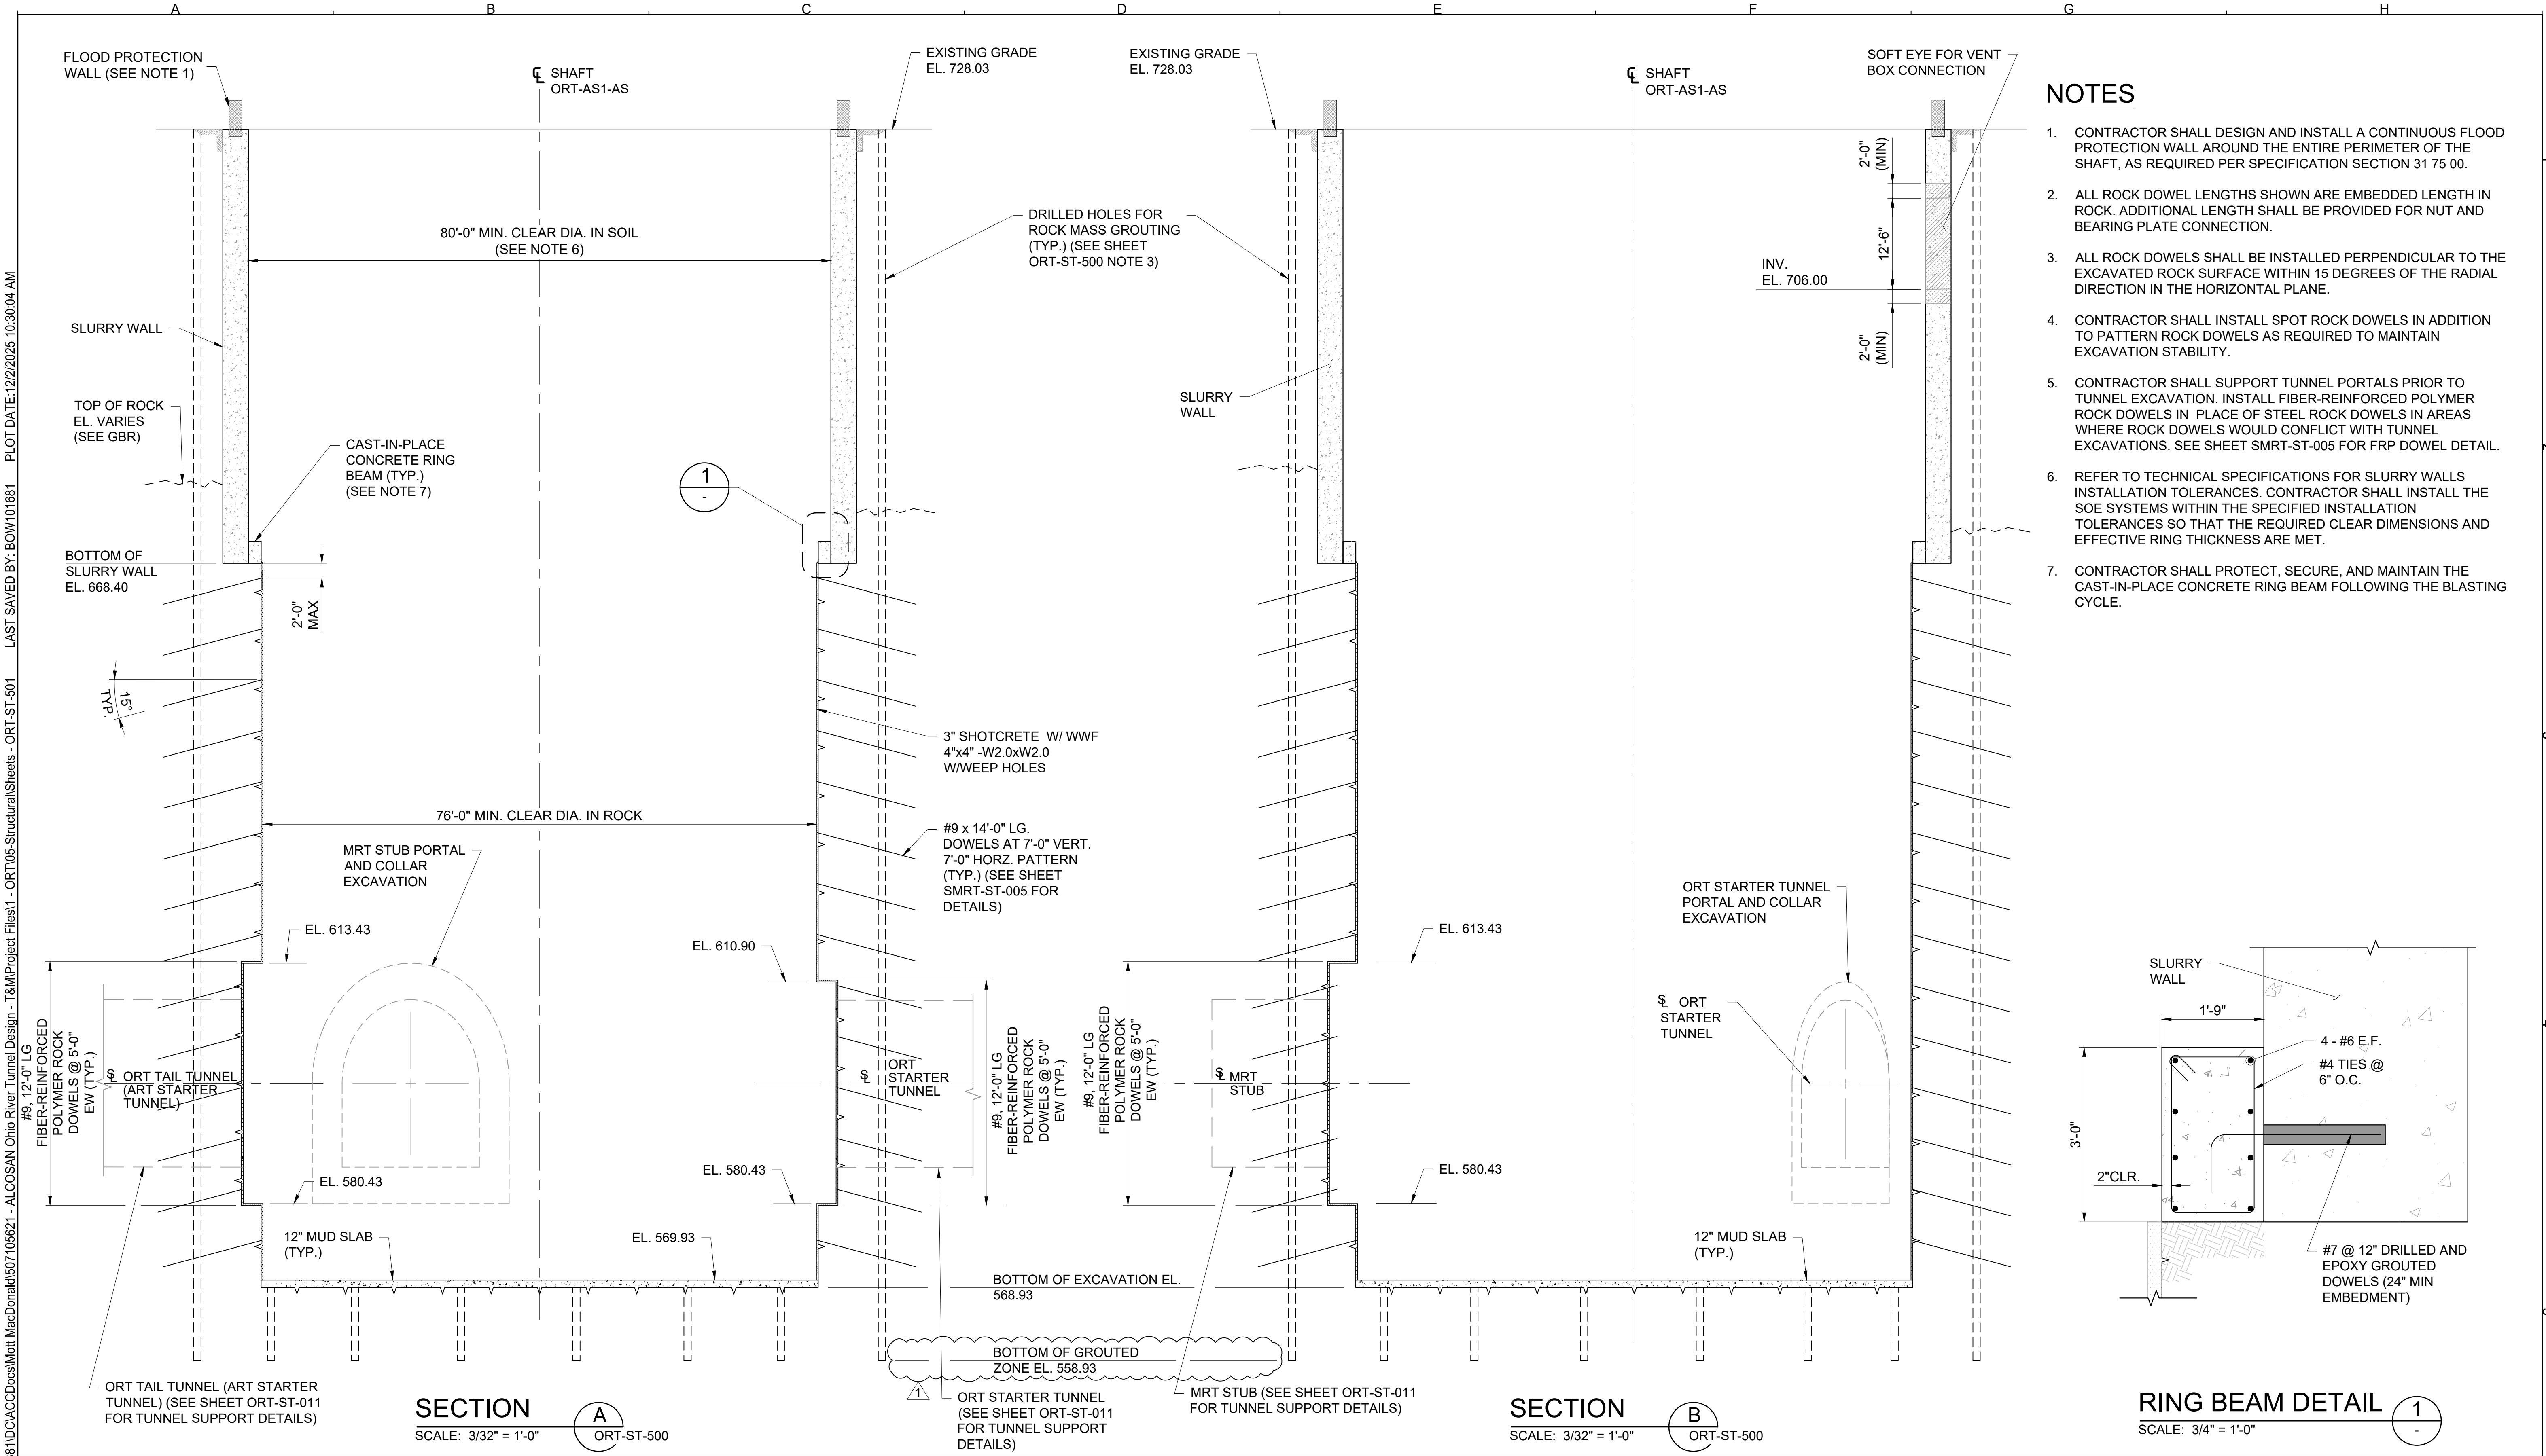 A
B
C
D
E
F
G
H
FLOOD PROTECTION
WALL (SEE NOTE 1)
℄ SHAFT
ORT-AS1-AS
EXISTING GRADE
EL. 728.03
80'-0" MIN. CLEAR DIA. IN SOIL
(SEE NOTE 6)
DRILLED HOLES FOR
ROCK MASS GROUTING
(TYP.) (SEE SHEET
ORT-ST-500 NOTE 3)
SLURRY WALL
TOP OF ROCK
EL. VARIES
(SEE GBR)
CAST-IN-PLACE
CONCRETE RING
BEAM (TYP.)
(SEE NOTE 7)
1
-
BOTTOM OF
SLURRY WALL
EL. 668.40
2'-0"
MAX
15°
TYP.
3" SHOTCRETE W/ WWF
4"x4" -W2.0xW2.0
W/WEEP HOLES
76'-0" MIN. CLEAR DIA. IN ROCK
#9 x 14'-0" LG.
DOWELS AT 7'-0" VERT.
7'-0" HORZ. PATTERN
(TYP.) (SEE SHEET
SMRT-ST-005 FOR
DETAILS)
MRT STUB PORTAL
AND COLLAR
EXCAVATION
EL. 613.43
EL. 610.90
#9, 12'-0" LG
FIBER-REINFORCED
POLYMER ROCK
DOWELS @ 5'-0"
EW (TYP.)
ORT TAIL TUNNEL
(ART STARTER
TUNNEL)
ORT
STARTER
TUNNEL
#9, 12'-0" LG
FIBER-REINFORCED
POLYMER ROCK
DOWELS @ 5'-0"
EW (TYP.)
EL. 580.43
EL. 580.43
12" MUD SLAB
(TYP.)
EL. 569.93
BOTTOM OF EXCAVATION EL.
568.93
BOTTOM OF GROUTED
ZONE EL. 558.93
1
ORT TAIL TUNNEL (ART STARTER
TUNNEL) (SEE SHEET ORT-ST-011
FOR TUNNEL SUPPORT DETAILS)
ORT STARTER TUNNEL
(SEE SHEET ORT-ST-011
FOR TUNNEL SUPPORT
DETAILS)
SECTION
A
SCALE: 3/32" = 1'-0"
ORT-ST-500
EXISTING GRADE
EL. 728.03
℄ SHAFT
ORT-AS1-AS
SOFT EYE FOR VENT
BOX CONNECTION
2'-0"
(MIN)
12'-6"
INV.
EL. 706.00
2'-0"
(MIN)
SLURRY
WALL
ORT STARTER TUNNEL
PORTAL AND COLLAR
EXCAVATION
EL. 613.43
#9, 12'-0" LG
FIBER-REINFORCED
POLYMER ROCK
DOWELS @ 5'-0"
EW (TYP.)
MRT
STUB
ORT
STARTER
TUNNEL
EL. 580.43
12" MUD SLAB
(TYP.)
MRT STUB (SEE SHEET ORT-ST-011
FOR TUNNEL SUPPORT DETAILS)
SECTION
B
SCALE: 3/32" = 1'-0"
ORT-ST-500
NOTES
1. CONTRACTOR SHALL DESIGN AND INSTALL A CONTINUOUS FLOOD
PROTECTION WALL AROUND THE ENTIRE PERIMETER OF THE
SHAFT, AS REQUIRED PER SPECIFICATION SECTION 31 75 00.
2. ALL ROCK DOWEL LENGTHS SHOWN ARE EMBEDDED LENGTH IN
ROCK. ADDITIONAL LENGTH SHALL BE PROVIDED FOR NUT AND
BEARING PLATE CONNECTION.
3. ALL ROCK DOWELS SHALL BE INSTALLED PERPENDICULAR TO THE
EXCAVATED ROCK SURFACE WITHIN 15 DEGREES OF THE RADIAL
DIRECTION IN THE HORIZONTAL PLANE.
4. CONTRACTOR SHALL INSTALL SPOT ROCK DOWELS IN ADDITION
TO PATTERN ROCK DOWELS AS REQUIRED TO MAINTAIN
EXCAVATION STABILITY.
5. CONTRACTOR SHALL SUPPORT TUNNEL PORTALS PRIOR TO
TUNNEL EXCAVATION. INSTALL FIBER-REINFORCED POLYMER
ROCK DOWELS IN PLACE OF STEEL ROCK DOWELS IN AREAS
WHERE ROCK DOWELS WOULD CONFLICT WITH TUNNEL
EXCAVATIONS. SEE SHEET SMRT-ST-005 FOR FRP DOWEL DETAIL.
6. REFER TO TECHNICAL SPECIFICATIONS FOR SLURRY WALLS
INSTALLATION TOLERANCES. CONTRACTOR SHALL INSTALL THE
SOE SYSTEMS WITHIN THE SPECIFIED INSTALLATION
TOLERANCES SO THAT THE REQUIRED CLEAR DIMENSIONS AND
EFFECTIVE RING THICKNESS ARE MET.
7. CONTRACTOR SHALL PROTECT, SECURE, AND MAINTAIN THE
CAST-IN-PLACE CONCRETE RING BEAM FOLLOWING THE BLASTING
CYCLE.
SLURRY
WALL
1'-9"
4 - #6 E.F.
#4 TIES @
6" O.C.
3'-0"
2"CLR.
#7 @ 12" DRILLED AND
EPOXY GROUTED
DOWELS (24" MIN
EMBEDMENT)
RING BEAM DETAIL
1
-
SCALE: 3/4" = 1'-0"
81\DC\ACCDocs\Mott MacDonald\507105621 - ALCOSAN Ohio River Tunnel Design - T&M\Project Files\1 - ORT\05-Structural\Sheets - ORT-ST-501 LAST SAVED BY: BOW101681 PLOT DATE:12/2/2025 10:30:04 AM